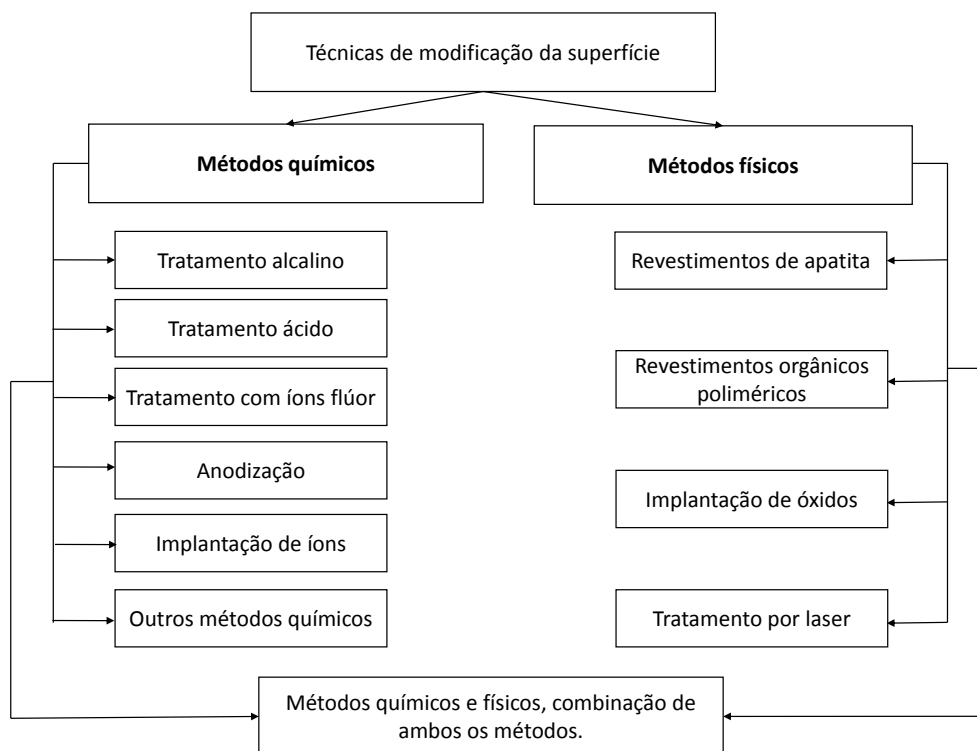 Técnicas de modificação da superfície
Métodos químicos
Métodos físicos
Tratamento alcalino
Revestimentos de apatita
Tratamento ácido
Revestimentos orgânicos
poliméricos
Tratamento com íons flúor
Anodização
Implantação de óxidos
Implantação de íons
Outros métodos químicos
Tratamento por laser
Métodos químicos e físicos, combinação de
ambos os métodos.